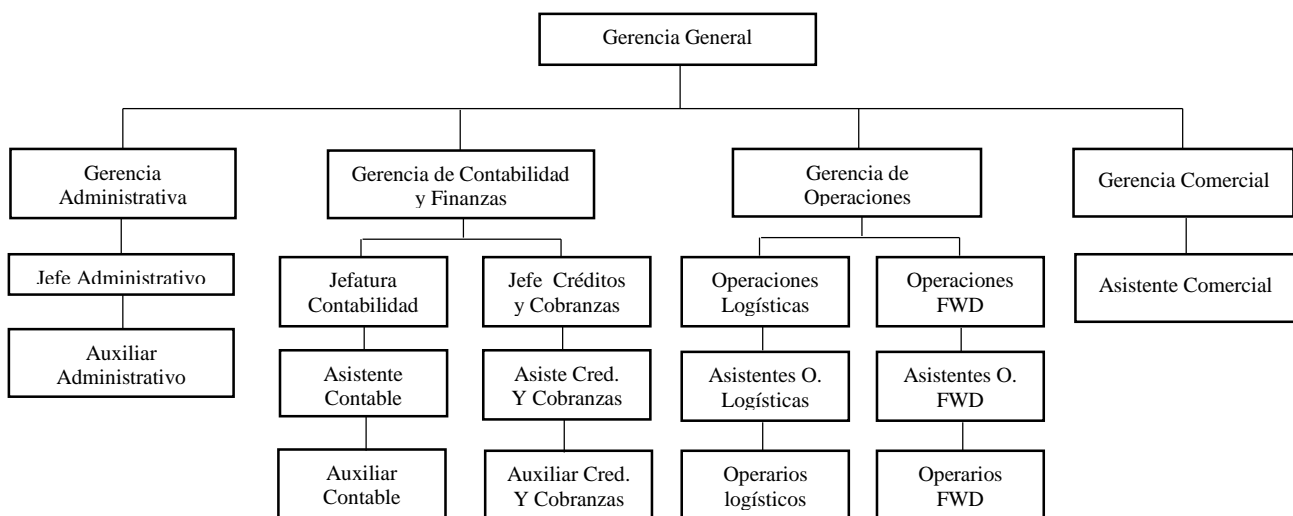 Gerencia General
Gerencia
Administrativa
Gerencia de Contabilidad
y Finanzas
Gerencia de
Operaciones
Gerencia Comercial
Jefe Administrativo
Jefatura
Contabilidad
Jefe Créditos
y Cobranzas
Operaciones
Logísticas
Operaciones
FWD
Asistente Comercial
Auxiliar
Administrativo
Asistente
Contable
Asiste Cred.
Y Cobranzas
Asistentes O.
Logísticas
Asistentes O.
FWD
Auxiliar
Contable
Auxiliar Cred.
Y Cobranzas
Operarios
logísticos
Operarios
FWD